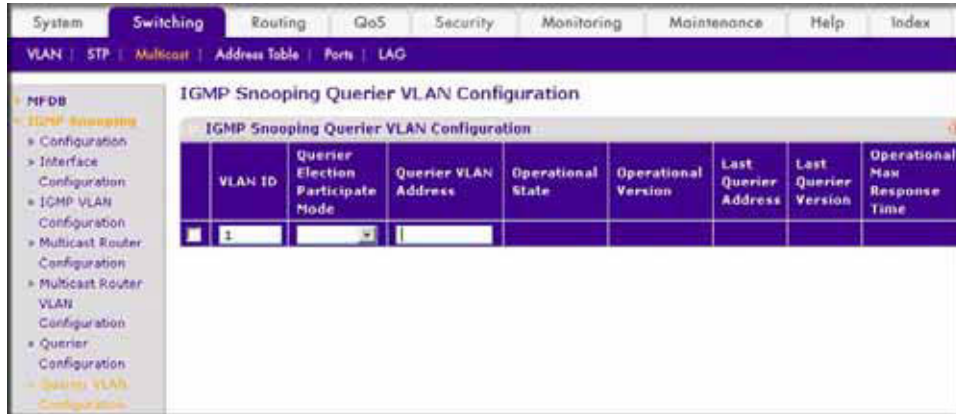 System Switching Routing QoS Security Monitoring Maintenance Help Index
VLAN | STP | Multicast | Address Table | Ports | LAG
MFDB
IGMP Snooping
» Configuration
» Interface
Configuration
» IGMP VLAN
Configuration
» Multicast Router
Configuration
» Multicast Router
VLAN
Configuration
» Querier
Configuration
» Querier VLAN
Configuration
IGMP Snooping Querier VLAN Configuration
IGMP Snooping Querier VLAN Configuration
VLAN ID
Querier
Election
Participate
Mode
Querier VLAN
Address
Operational
State
Operational
Version
Last
Querier
Address
Last
Querier
Version
Operational
Max
Response
Time
1